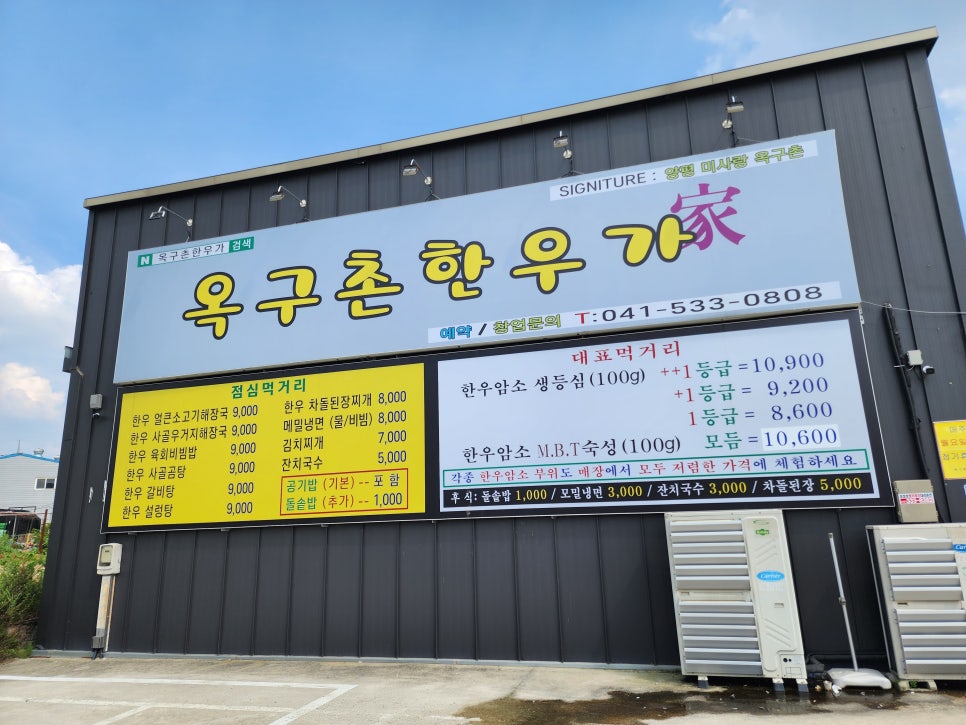 SIGNITURE : 양평 미사랑 옥구촌
N 옥구촌한우가 검색
옥구촌한우가 家
예약 / 창업문의 T:041-533-0808
점심먹거리
한우 얼큰소고기해장국 9,000
한우 사골우거지해장국 9,000
한우 육회비빔밥 9,000
한우 사골곰탕 9,000
한우 갈비탕 9,000
한우 설렁탕 9,000
한우 차돌된장찌개 8,000
메밀냉면 (물/비빔) 8,000
김치찌개 7,000
잔치국수 5,000
공기밥 (기본) -- 포 함
돌솥밥 (추가) -- 1,000
대표먹거리
한우암소 생등심 (100g) ++1등급 =10,900
+1등급 = 9,200
1등급 = 8,600
한우암소 M.B.T숙성 (100g) 모듬 =10,600
각종 한우암소 부위도 매장에서 모두 저렴한 가격에 체험하세요
후 식 : 돌솥밥 1,000 / 모밀냉면 3,000 / 잔치국수 3,000 / 차돌된장 5,000
Carrier